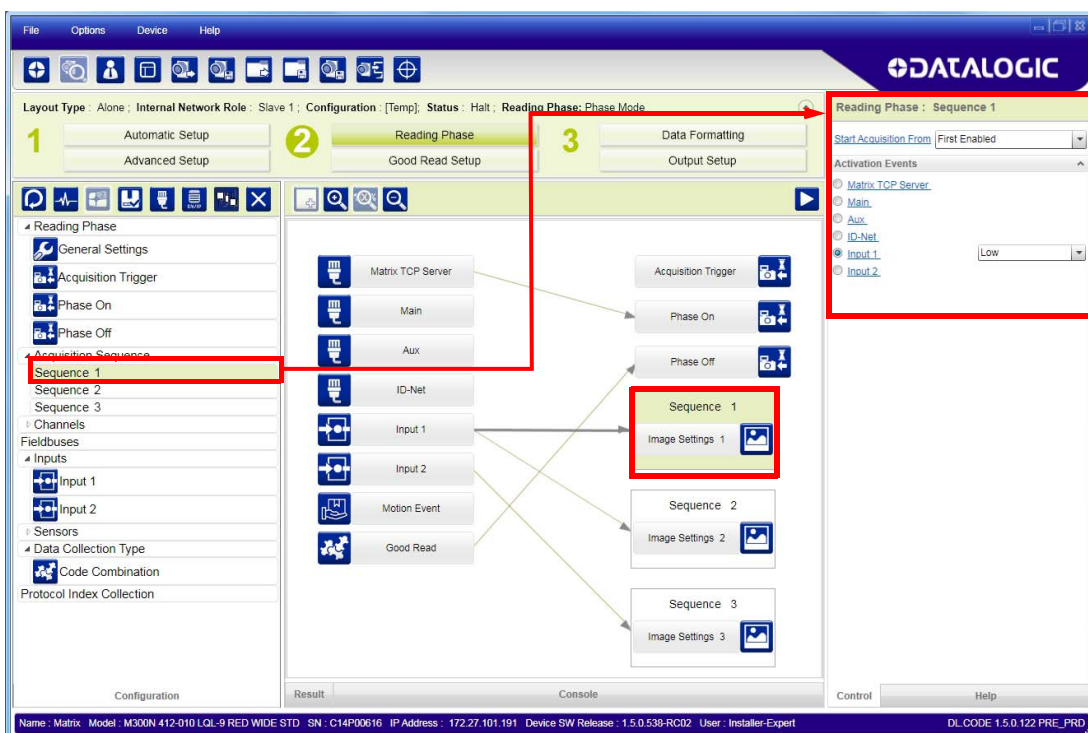 File Options Device Help
DATALOGIC
Layout Type : Alone ; Internal Network Role : Slave 1 ; Configuration : [Temp]; Status : Halt ; Reading Phase: Phase Mode
1 Automatic Setup 2 Reading Phase 3 Data Formatting
Advanced Setup Good Read Setup Output Setup
Reading Phase
General Settings
Acquisition Trigger
Phase On
Phase Off
Acquisition Sequence
Sequence 1
Sequence 2
Sequence 3
Channels
Fieldbuses
Inputs
Input 1
Input 2
Sensors
Data Collection Type
Code Combination
Protocol Index Collection
Configuration
Matrix TCP Server
Main
Aux
ID-Net
Input 1
Input 2
Motion Event
Good Read
Acquisition Trigger
Phase On
Phase Off
Sequence 1
Image Settings 1
Sequence 2
Image Settings 2
Sequence 3
Image Settings 3
Result Console
Reading Phase : Sequence 1
Start Acquisition From First Enabled
Activation Events
Matrix TCP Server
Main
Aux
ID-Net
Input 1 Low
Input 2
Control Help
Name : Matrix Model : M300N 412-010 LQL-9 RED WIDE STD SN : C14P00616 IP Address : 172.27.101.191 Device SW Release : 1.5.0.538-RC02 User : Installer-Expert DL.CODE 1.5.0.122 PRE_PRD